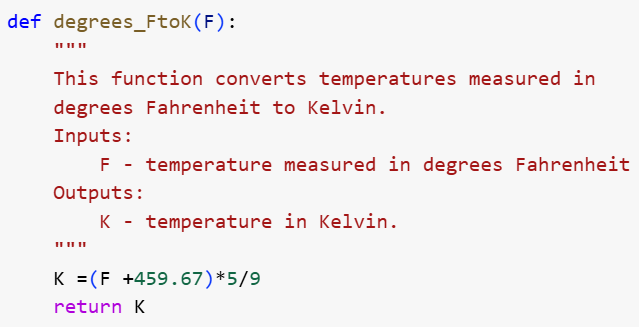 def degrees_FtoK(F):
    """
    This function converts temperatures measured in
    degrees Fahrenheit to Kelvin.
    Inputs:
        F - temperature measured in degrees Fahrenheit
    Outputs:
        K - temperature in Kelvin.
    """
    K =(F +459.67)*5/9
    return K